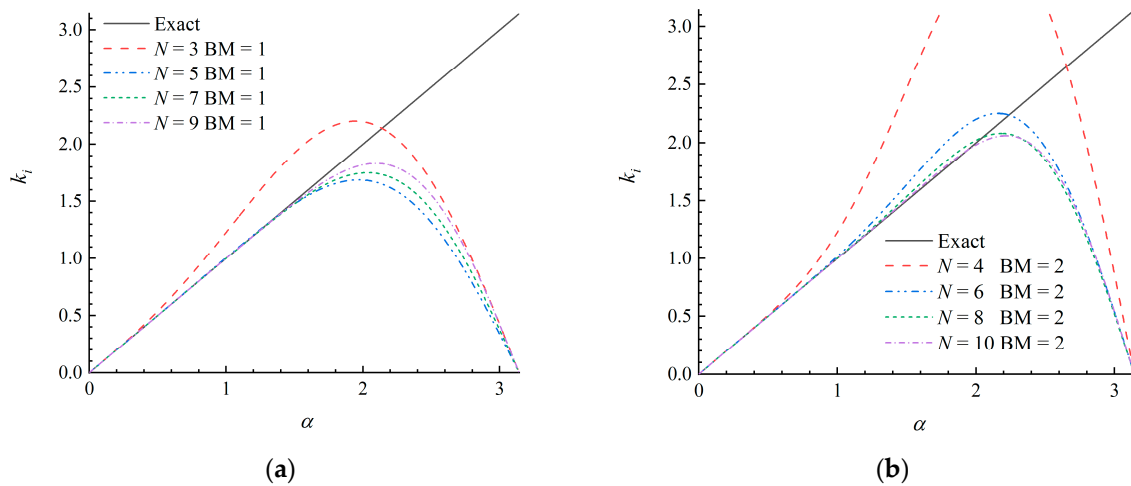 3.0
2.5
2.0
1.5
1.0
0.5
0.0
k_i
Exact
N = 3 BM = 1
N = 5 BM = 1
N = 7 BM = 1
N = 9 BM = 1
0 1 2 3
α
(a)
3.0
2.5
2.0
1.5
1.0
0.5
0.0
k_i
Exact
N = 4 BM = 2
N = 6 BM = 2
N = 8 BM = 2
N = 10 BM = 2
0 1 2 3
α
(b)